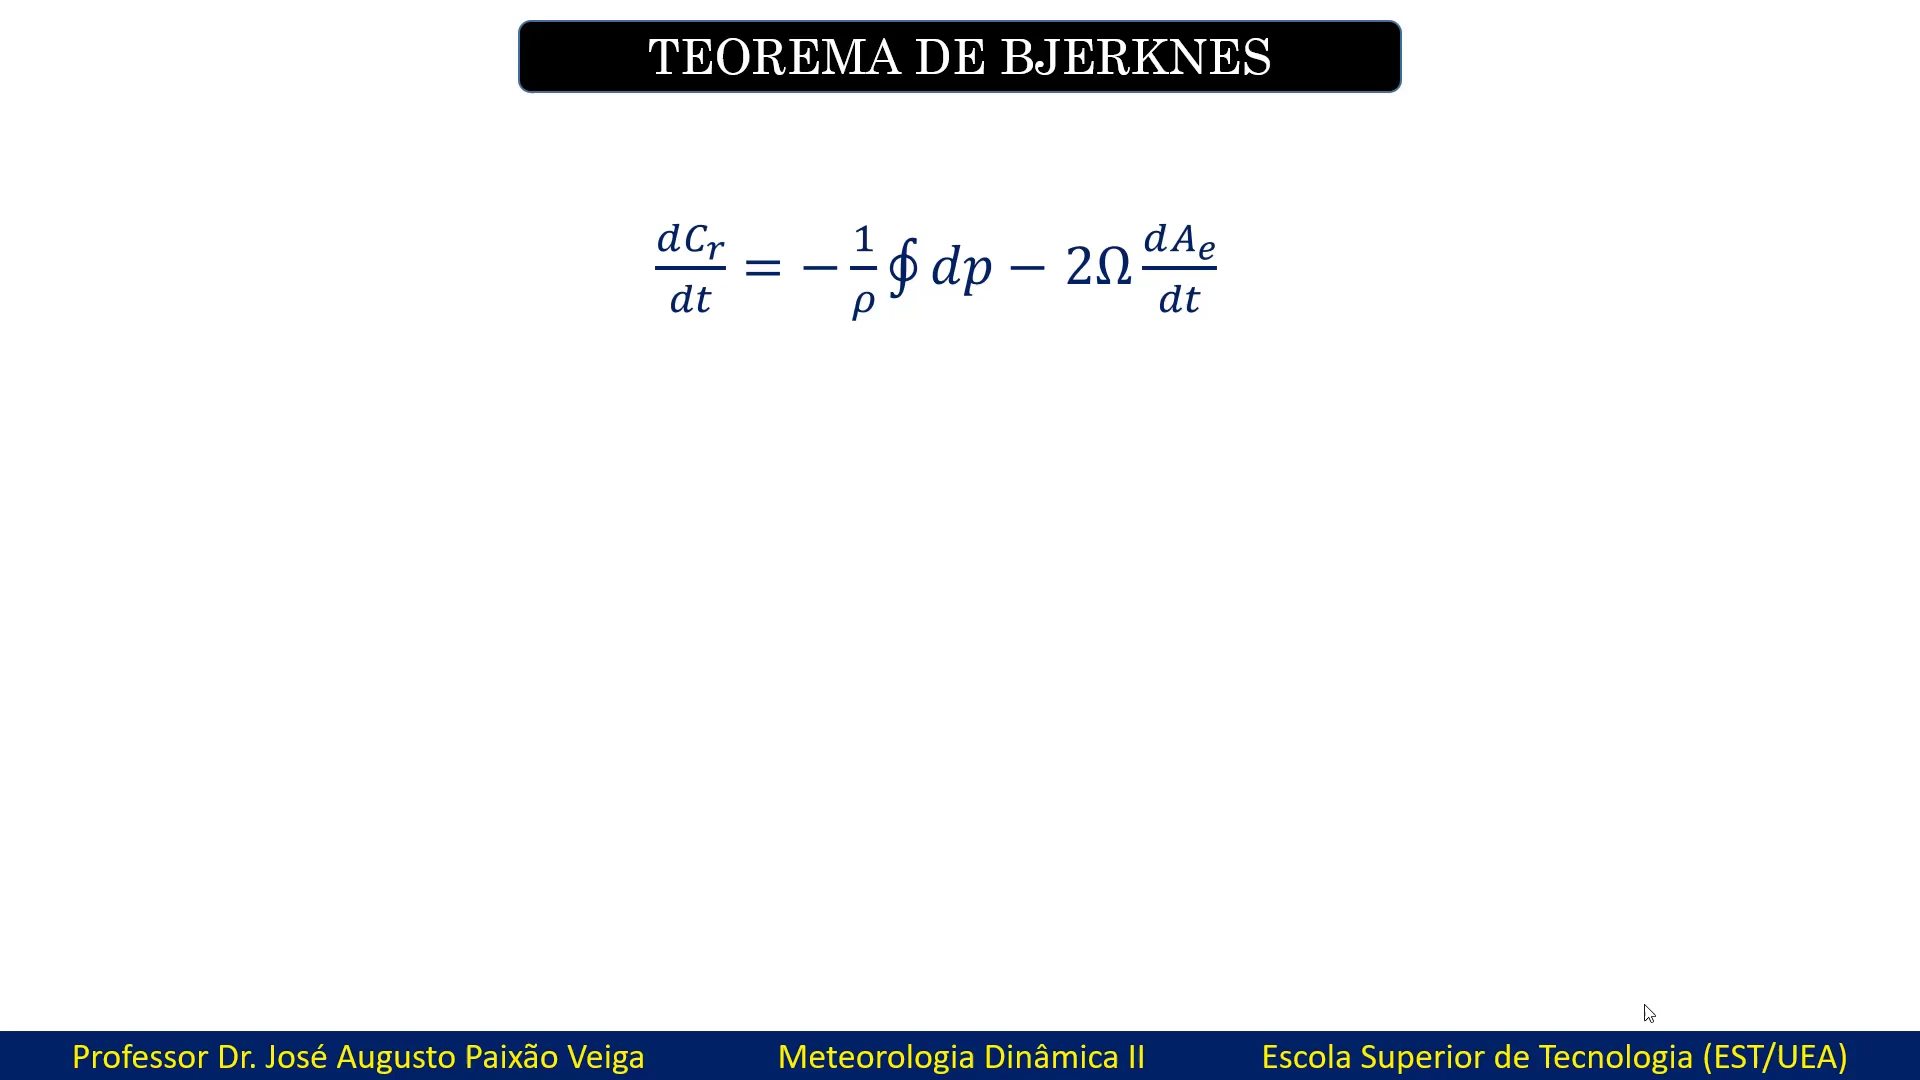 TEOREMA DE BJERKNES
dC_r/dt = −1/ρ ∮ dp − 2Ω dA_e/dt
Professor Dr. José Augusto Paixão Veiga Meteorologia Dinâmica II Escola Superior de Tecnologia (EST/UEA)